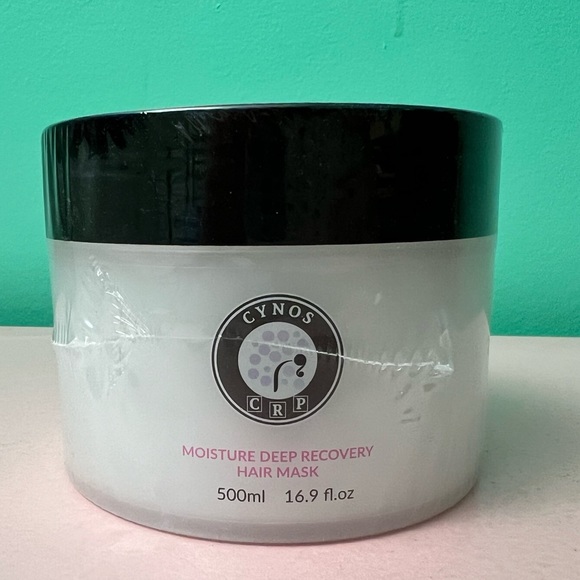 CYNOS
CRP
MOISTURE DEEP RECOVERY
HAIR MASK
500ml 16.9 fl.oz